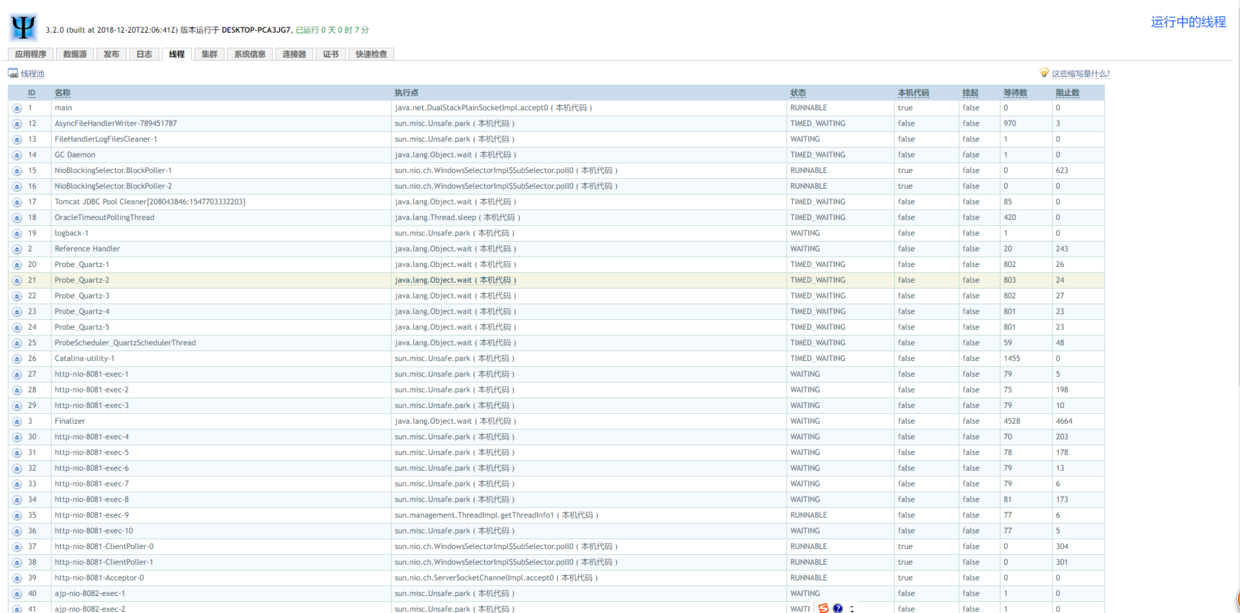 运行中的线程
3.2.0 (built at 2018-12-20T22:06:41Z) 版本运行于 DESKTOP-PCA3JG7, 已运行 0 天 0 时 7 分
应用程序 数据源 发布 日志 线程 集群 系统信息 连接器 证书 快速检查
线程池 这些缩写是什么?
ID 名称 执行点 状态 本机代码 挂起 等待数 阻止数
1 main java.net.DualStackPlainSocketImpl.accept0 ( 本机代码 ) RUNNABLE true false 0 0
12 AsyncFileHandlerWriter-789451787 sun.misc.Unsafe.park ( 本机代码 ) TIMED_WAITING false false 970 3
13 FileHandlerLogFilesCleaner-1 sun.misc.Unsafe.park ( 本机代码 ) WAITING false false 1 0
14 GC Daemon java.lang.Object.wait ( 本机代码 ) TIMED_WAITING false false 1 0
15 NioBlockingSelector.BlockPoller-1 sun.nio.ch.WindowsSelectorImpl$SubSelector.poll0 ( 本机代码 ) RUNNABLE true false 0 623
16 NioBlockingSelector.BlockPoller-2 sun.nio.ch.WindowsSelectorImpl$SubSelector.poll0 ( 本机代码 ) RUNNABLE true false 0 0
17 Tomcat JDBC Pool Cleaner[208043846:1547703332203] java.lang.Object.wait ( 本机代码 ) TIMED_WAITING false false 85 0
18 OracleTimeoutPollingThread java.lang.Thread.sleep ( 本机代码 ) TIMED_WAITING false false 420 0
19 logback-1 sun.misc.Unsafe.park ( 本机代码 ) WAITING false false 1 0
2 Reference Handler java.lang.Object.wait ( 本机代码 ) WAITING false false 20 243
20 Probe_Quartz-1 java.lang.Object.wait ( 本机代码 ) TIMED_WAITING false false 802 26
21 Probe_Quartz-2 java.lang.Object.wait ( 本机代码 ) TIMED_WAITING false false 803 24
22 Probe_Quartz-3 java.lang.Object.wait ( 本机代码 ) TIMED_WAITING false false 802 27
23 Probe_Quartz-4 java.lang.Object.wait ( 本机代码 ) TIMED_WAITING false false 801 23
24 Probe_Quartz-5 java.lang.Object.wait ( 本机代码 ) TIMED_WAITING false false 801 23
25 ProbeScheduler_QuartzSchedulerThread java.lang.Object.wait ( 本机代码 ) TIMED_WAITING false false 59 48
26 Catalina-utility-1 sun.misc.Unsafe.park ( 本机代码 ) TIMED_WAITING false false 1455 0
27 http-nio-8081-exec-1 sun.misc.Unsafe.park ( 本机代码 ) WAITING false false 79 5
28 http-nio-8081-exec-2 sun.misc.Unsafe.park ( 本机代码 ) WAITING false false 75 198
29 http-nio-8081-exec-3 sun.misc.Unsafe.park ( 本机代码 ) WAITING false false 79 10
3 Finalizer java.lang.Object.wait ( 本机代码 ) WAITING false false 4528 4664
30 http-nio-8081-exec-4 sun.misc.Unsafe.park ( 本机代码 ) WAITING false false 70 203
31 http-nio-8081-exec-5 sun.misc.Unsafe.park ( 本机代码 ) WAITING false false 78 178
32 http-nio-8081-exec-6 sun.misc.Unsafe.park ( 本机代码 ) WAITING false false 79 13
33 http-nio-8081-exec-7 sun.misc.Unsafe.park ( 本机代码 ) WAITING false false 79 6
34 http-nio-8081-exec-8 sun.misc.Unsafe.park ( 本机代码 ) WAITING false false 81 173
35 http-nio-8081-exec-9 sun.management.ThreadImpl.getThreadInfo1 ( 本机代码 ) RUNNABLE false false 77 6
36 http-nio-8081-exec-10 sun.misc.Unsafe.park ( 本机代码 ) WAITING false false 77 5
37 http-nio-8081-ClientPoller-0 sun.nio.ch.WindowsSelectorImpl$SubSelector.poll0 ( 本机代码 ) RUNNABLE true false 0 304
38 http-nio-8081-ClientPoller-1 sun.nio.ch.WindowsSelectorImpl$SubSelector.poll0 ( 本机代码 ) RUNNABLE true false 0 301
39 http-nio-8081-Acceptor-0 sun.nio.ch.ServerSocketChannelImpl.accept0 ( 本机代码 ) RUNNABLE true false 0 0
40 ajp-nio-8082-exec-1 sun.misc.Unsafe.park ( 本机代码 ) WAITING false false 1 0
41 ajp-nio-8082-exec-2 sun.misc.Unsafe.park ( 本机代码 ) WAITI false false 1 0